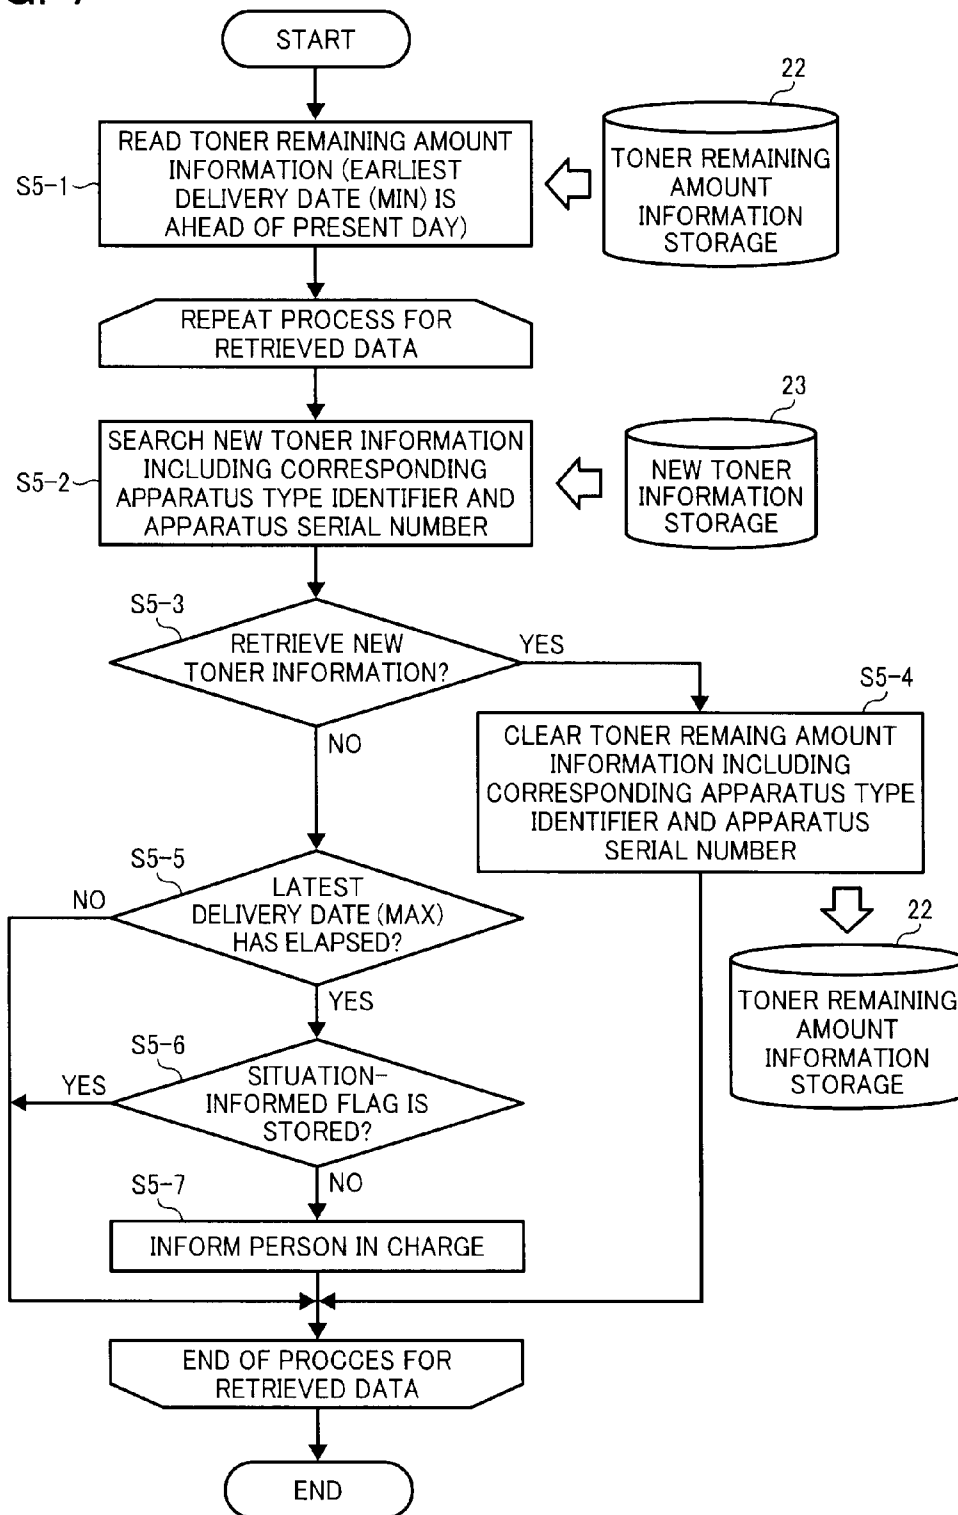 START
22
READ TONER REMAINING AMOUNT
INFORMATION (EARLIEST
DELIVERY DATE (MIN) IS
AHEAD OF PRESENT DAY)
S5-1
TONER REMAINING
AMOUNT
INFORMATION
STORAGE
REPEAT PROCESS FOR
RETRIEVED DATA
23
SEARCH NEW TONER INFORMATION
INCLUDING CORRESPONDING
APPARATUS TYPE IDENTIFIER AND
APPARATUS SERIAL NUMBER
S5-2
NEW TONER
INFORMATION
STORAGE
S5-3
RETRIEVE NEW
TONER INFORMATION?
YES
NO
S5-4
CLEAR TONER REMAING AMOUNT
INFORMATION INCLUDING
CORRESPONDING APPARATUS TYPE
IDENTIFIER AND APPARATUS
SERIAL NUMBER
S5-5
LATEST
DELIVERY DATE (MAX)
HAS ELAPSED?
NO
YES
22
TONER REMAINING
AMOUNT
INFORMATION
STORAGE
S5-6
SITUATION-
INFORMED FLAG IS
STORED?
YES
NO
S5-7
INFORM PERSON IN CHARGE
END OF PROCCES FOR
RETRIEVED DATA
END